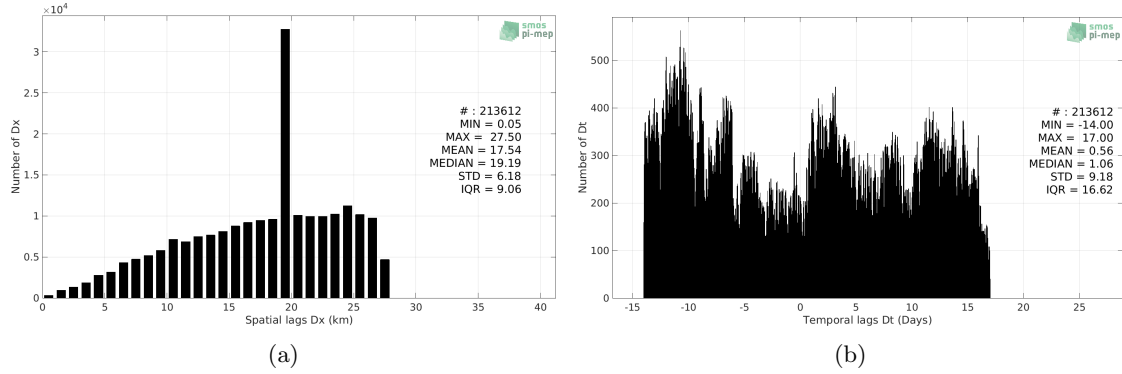 ×10⁴
3
2.5
2
1.5
1
0.5
0
0 5 10 15 20 25 30 35 40
Number of Dx
Spatial lags Dx (km)
smos
pi-mep
# : 213612
MIN = 0.05
MAX = 27.50
MEAN = 17.54
MEDIAN = 19.19
STD = 6.18
IQR = 9.06
(a)
500
400
300
200
100
0
-15 -10 -5 0 5 10 15 20 25
Number of Dt
Temporal lags Dt (Days)
smos
pi-mep
# : 213612
MIN = -14.00
MAX = 17.00
MEAN = 0.56
MEDIAN = 1.06
STD = 9.18
IQR = 16.62
(b)